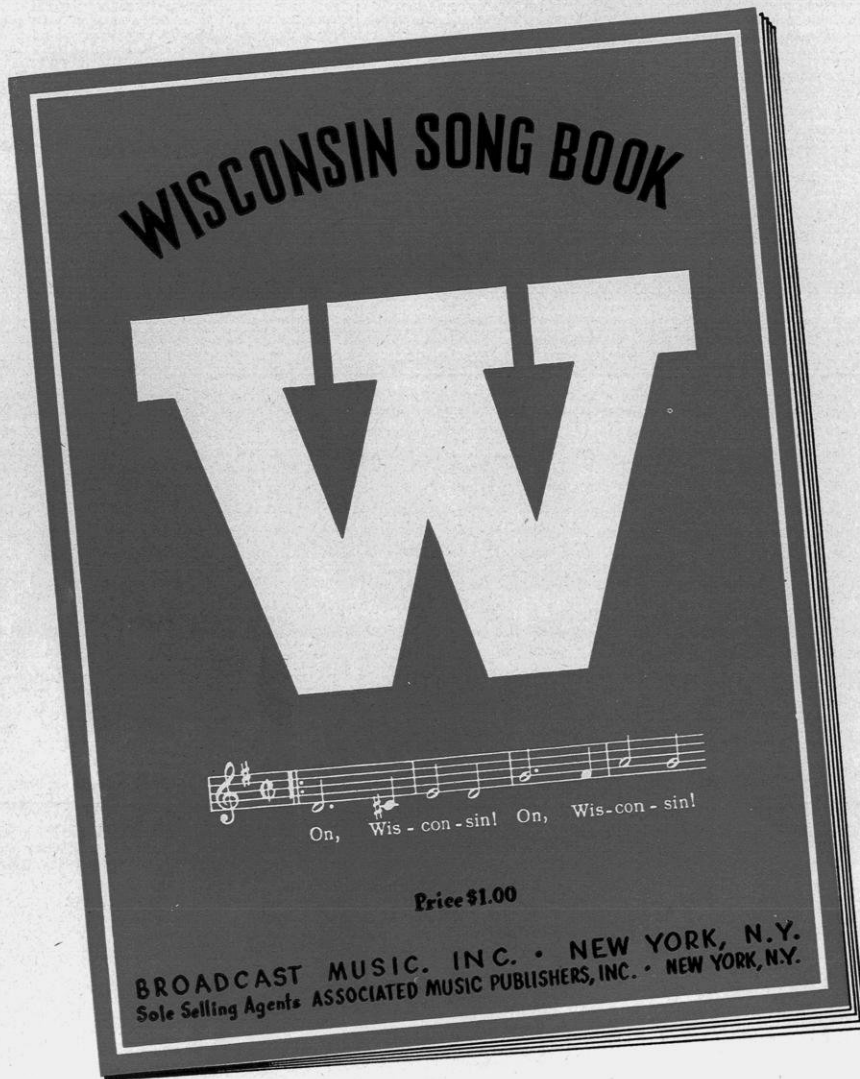 WISCONSIN SONG BOOK
W
On, Wis - con - sin! On, Wis - con - sin!
Price $1.00
BROADCAST MUSIC. INC. • NEW YORK, N.Y.
Sole Selling Agents ASSOCIATED MUSIC PUBLISHERS, INC. • NEW YORK, N.Y.